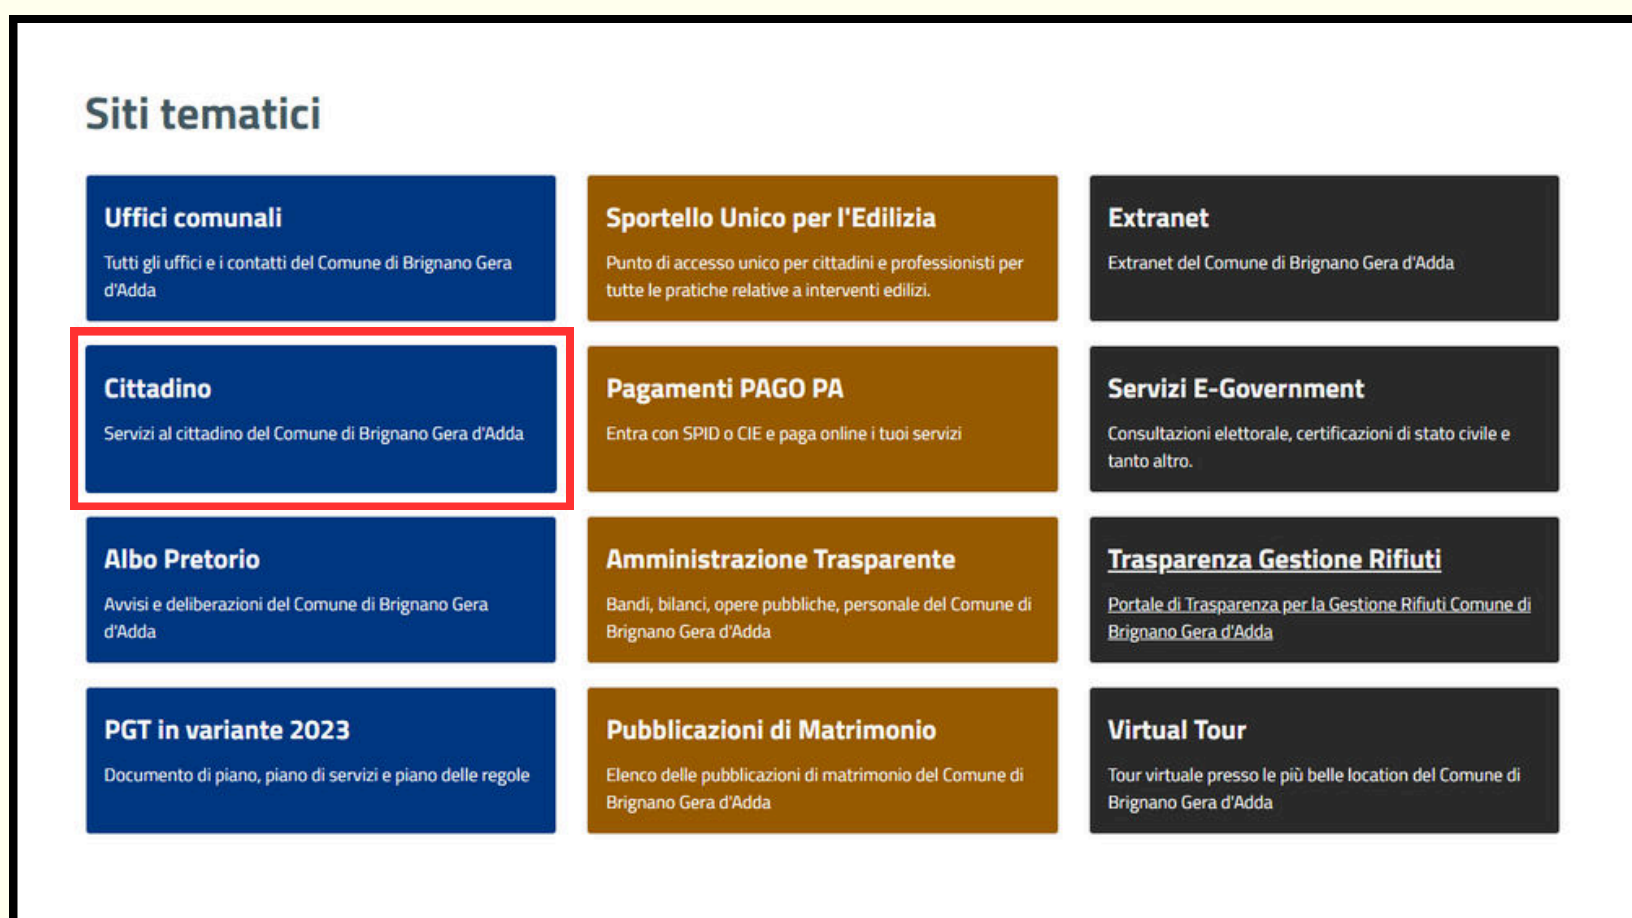 Siti tematici
Uffici comunali
Tutti gli uffici e i contatti del Comune di Brignano Gera
d'Adda
Sportello Unico per l'Edilizia
Punto di accesso unico per cittadini e professionisti per
tutte le pratiche relative a interventi edilizi.
Extranet
Extranet del Comune di Brignano Gera d'Adda
Cittadino
Servizi al cittadino del Comune di Brignano Gera d'Adda
Pagamenti PAGO PA
Entra con SPID o CIE e paga online i tuoi servizi
Servizi E-Government
Consultazioni elettorale, certificazioni di stato civile e
tanto altro.
Albo Pretorio
Avvisi e deliberazioni del Comune di Brignano Gera
d'Adda
Amministrazione Trasparente
Bandi, bilanci, opere pubbliche, personale del Comune di
Brignano Gera d'Adda
Trasparenza Gestione Rifiuti
Portale di Trasparenza per la Gestione Rifiuti Comune di
Brignano Gera d'Adda
PGT in variante 2023
Documento di piano, piano di servizi e piano delle regole
Pubblicazioni di Matrimonio
Elenco delle pubblicazioni di matrimonio del Comune di
Brignano Gera d'Adda
Virtual Tour
Tour virtuale presso le più belle location del Comune di
Brignano Gera d'Adda